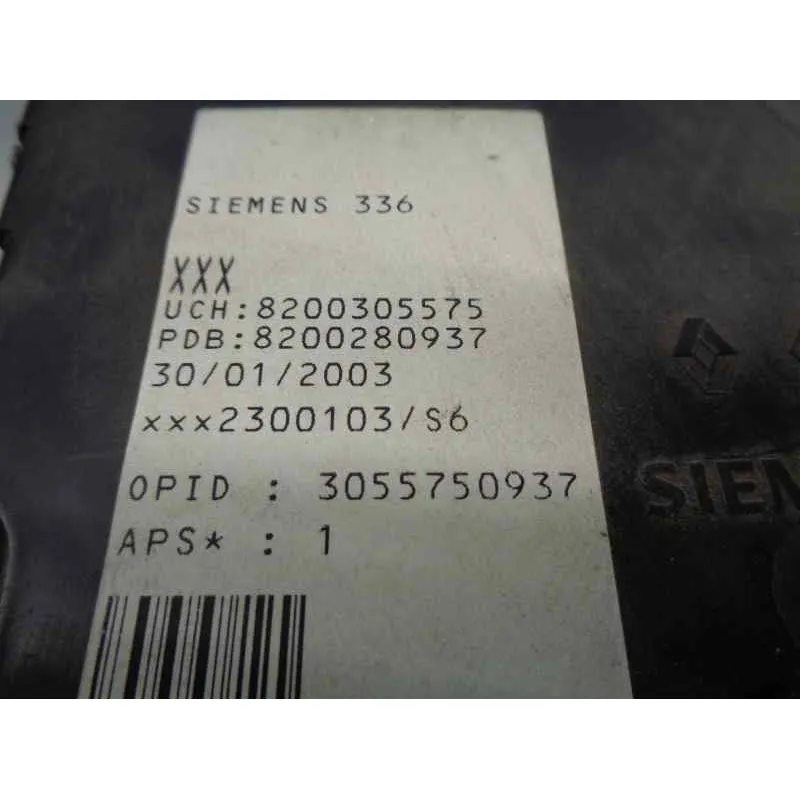 SIEMENS 336
XXX
UCH:8200305575
PDB:8200280937
30/01/2003
xxx2300103/S6
OPID : 3055750937
APS* : 1
SIEM